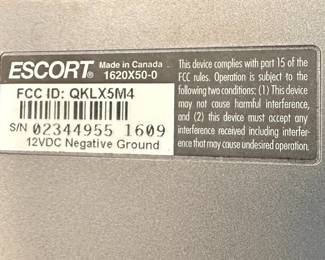 ESCORT® Made in Canada
1620X50-0
FCC ID: QKLX5M4
S/N 02344955 1609
12VDC Negative Ground
This device complies with part 15 of the
FCC rules. Operation is subject to the
following two conditions: (1) This device
may not cause harmful interference,
and (2) this device must accept any
interference received including interfer-
ence that may cause undesired operation.